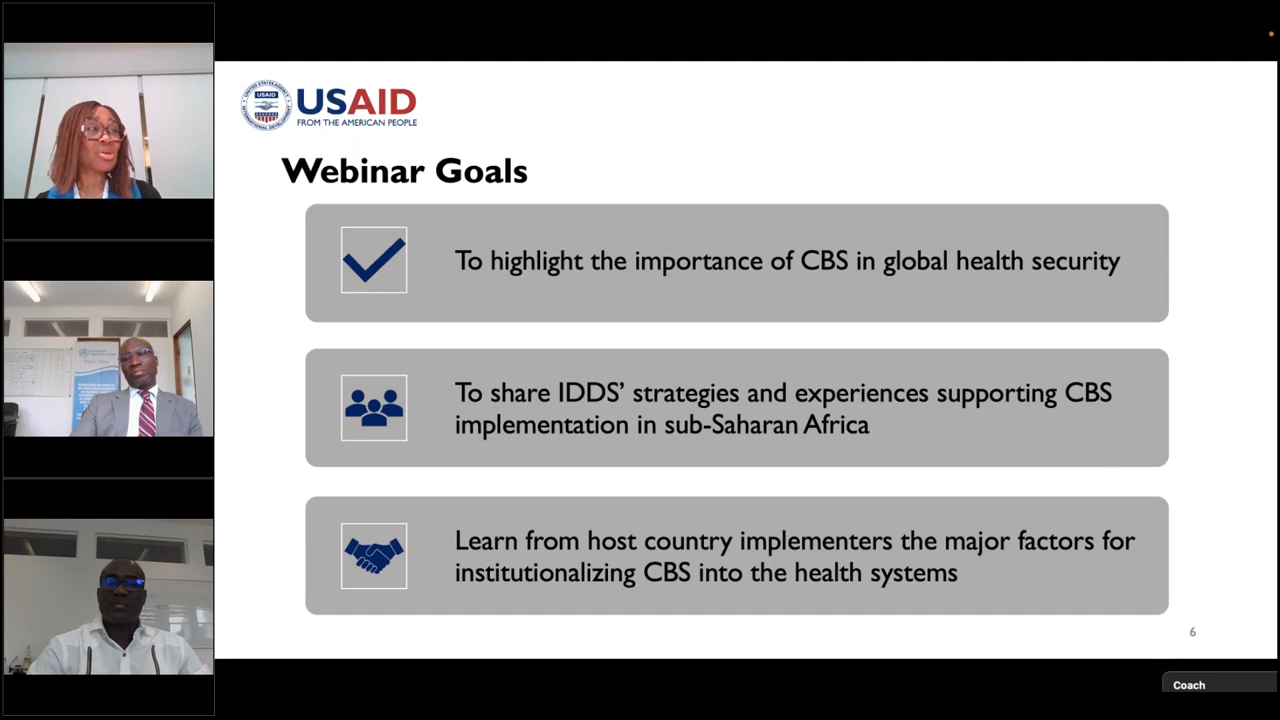 USAID
FROM THE AMERICAN PEOPLE
Webinar Goals
To highlight the importance of CBS in global health security
To share IDDS’ strategies and experiences supporting CBS
implementation in sub-Saharan Africa
Learn from host country implementers the major factors for
institutionalizing CBS into the health systems
6
Coach